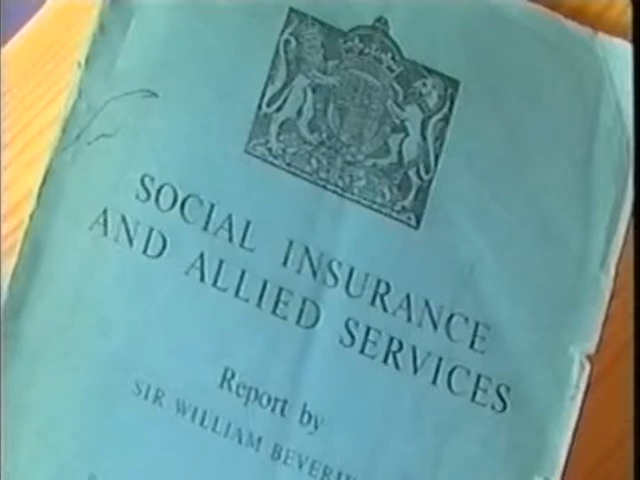 SOCIAL INSURANCE
AND ALLIED SERVICES
Report by
SIR WILLIAM